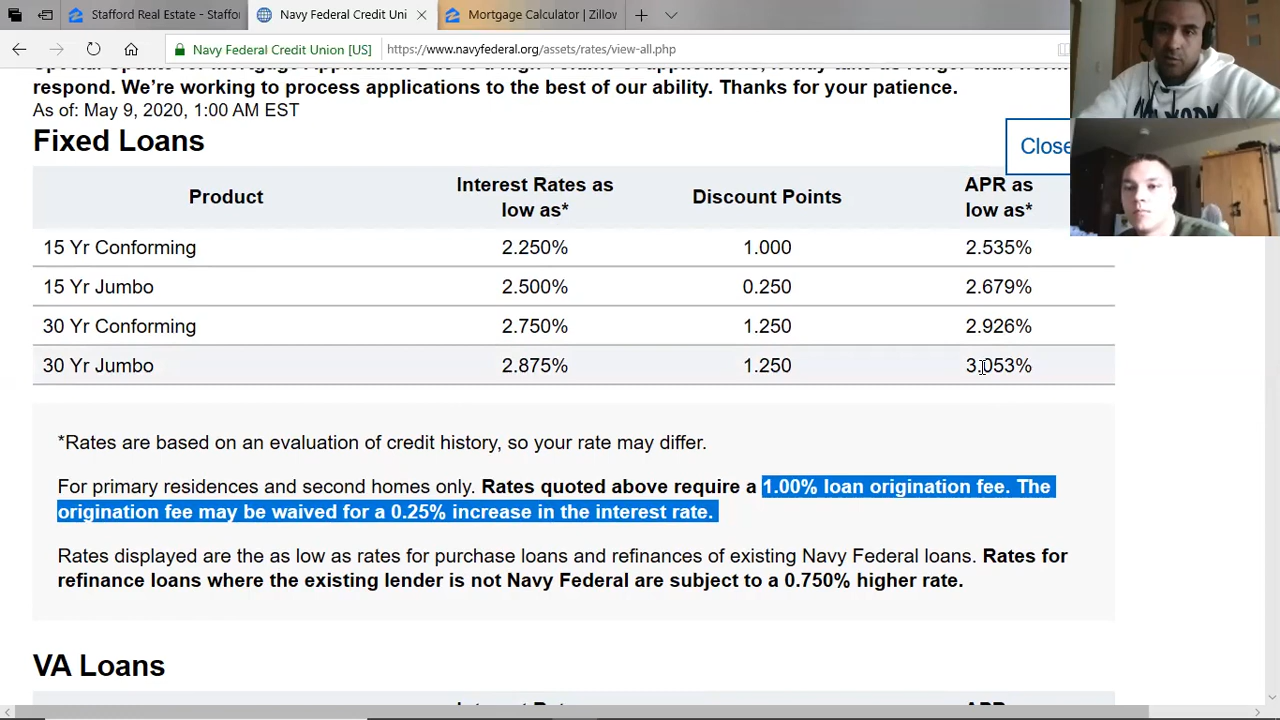 Stafford Real Estate - Staffor
Navy Federal Credit Uni
Mortgage Calculator | Zillow
Navy Federal Credit Union [US]
https://www.navyfederal.org/assets/rates/view-all.php
respond. We're working to process applications to the best of our ability. Thanks for your patience.
As of: May 9, 2020, 1:00 AM EST
Fixed Loans
Close
Product Interest Rates as low as* Discount Points APR as low as*
15 Yr Conforming 2.250% 1.000 2.535%
15 Yr Jumbo 2.500% 0.250 2.679%
30 Yr Conforming 2.750% 1.250 2.926%
30 Yr Jumbo 2.875% 1.250 3.053%
*Rates are based on an evaluation of credit history, so your rate may differ.
For primary residences and second homes only. Rates quoted above require a 1.00% loan origination fee. The
origination fee may be waived for a 0.25% increase in the interest rate.
Rates displayed are the as low as rates for purchase loans and refinances of existing Navy Federal loans. Rates for
refinance loans where the existing lender is not Navy Federal are subject to a 0.750% higher rate.
VA Loans